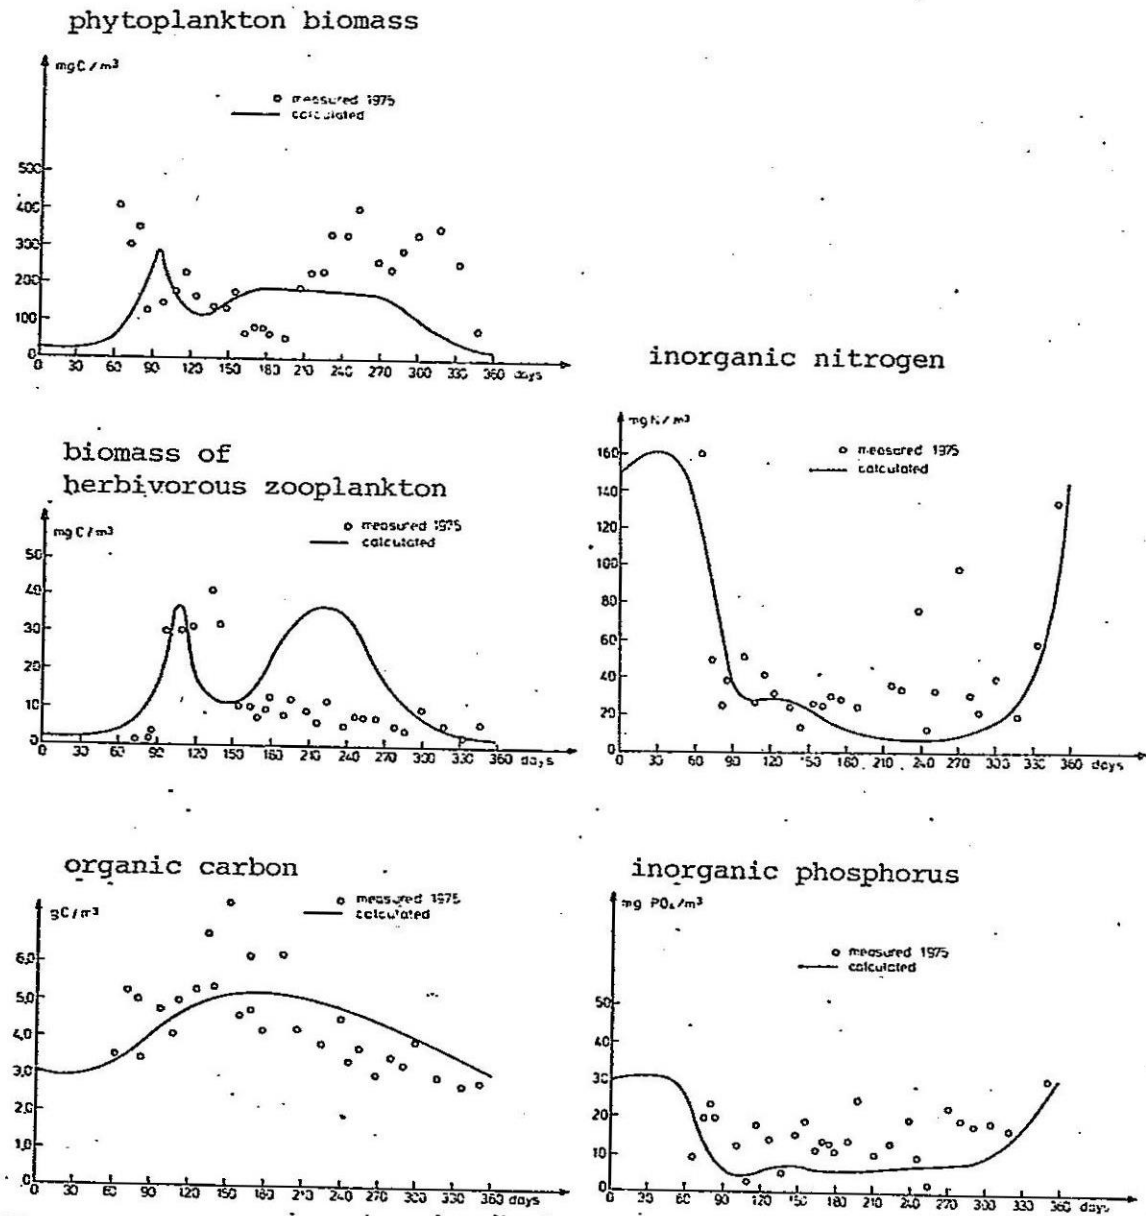 phytoplankton biomass
mgC/m³
measured 1975
calculated
500
400
300
200
100
0
0 30 60 90 120 150 180 210 240 270 300 330 360 days
inorganic nitrogen
mgN/m³
measured 1975
calculated
160
140
120
100
80
60
40
20
0
0 30 60 90 120 150 180 210 240 270 300 330 360 days
biomass of
herbivorous zooplankton
mgC/m³
measured 1975
calculated
50
40
30
20
10
0
0 30 60 90 120 150 180 210 240 270 300 330 360 days
organic carbon
gC/m³
measured 1975
calculated
6,0
5,0
4,0
3,0
2,0
1,0
0
0 30 60 90 120 150 180 210 240 270 300 330 360 days
inorganic phosphorus
mg PO₄/m³
measured 1975
calculated
50
40
30
20
10
0
0 30 60 90 120 150 180 210 240 270 300 330 360 days